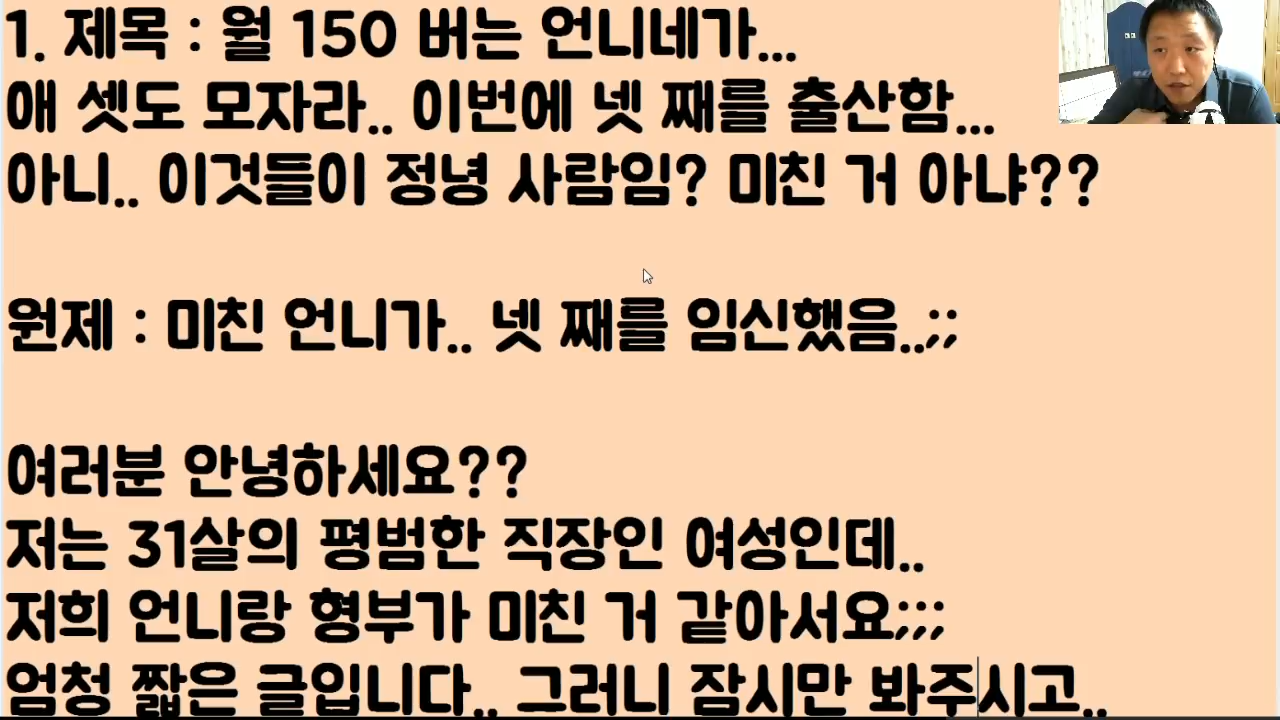 1. 제목 : 월 150 버는 언니네가...
애 셋도 모자라.. 이번에 넷 째를 출산함...
아니.. 이것들이 정녕 사람임? 미친 거 아냐??
원제 : 미친 언니가.. 넷 째를 임신했음..;;
여러분 안녕하세요??
저는 31살의 평범한 직장인 여성인데..
저희 언니랑 형부가 미친 거 같아서요;;;
엄청 짧은 글입니다.. 그러니 잠시만 봐주시고..